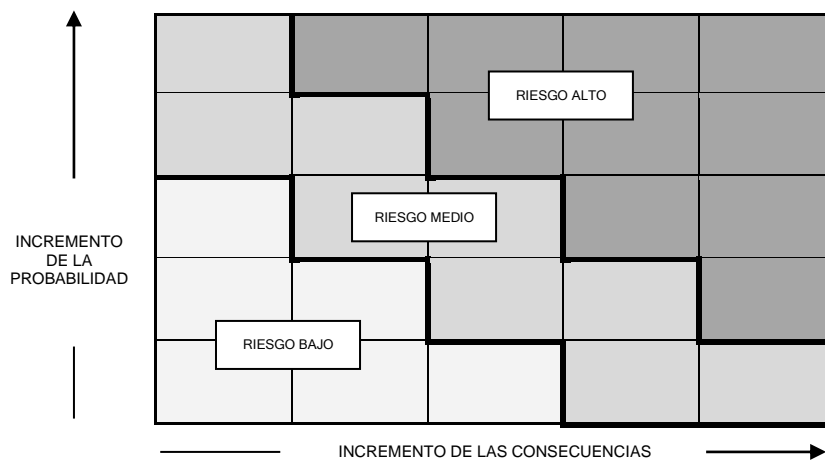 RIESGO ALTO
RIESGO MEDIO
INCREMENTO
DE LA
PROBABILIDAD
RIESGO BAJO
INCREMENTO DE LAS CONSECUENCIAS